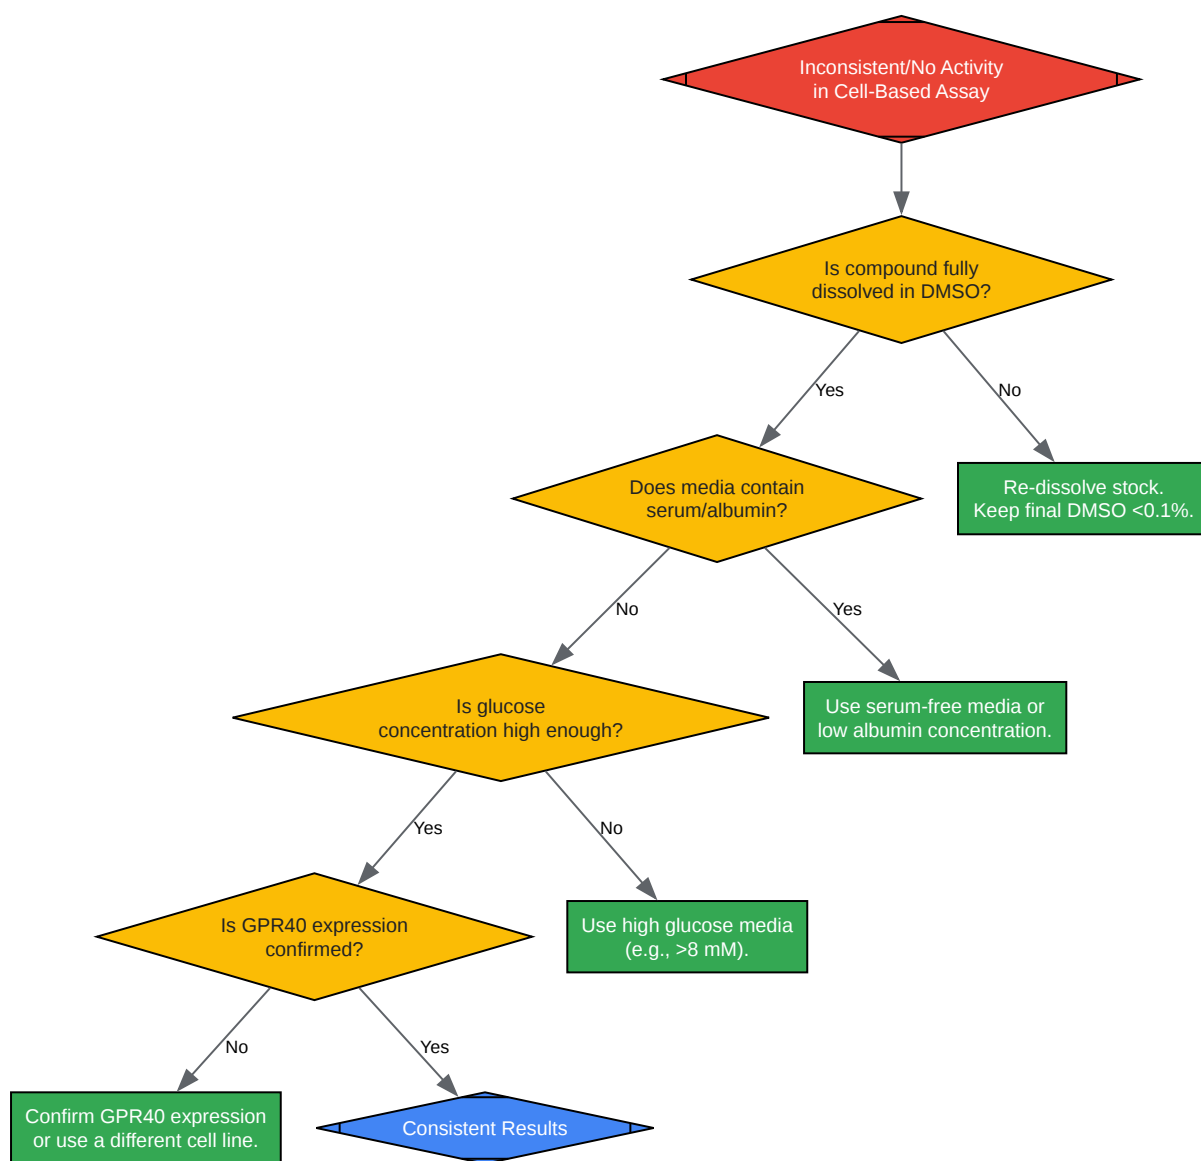 Inconsistent/No Activity
in Cell-Based Assay
Is compound fully
dissolved in DMSO?
Yes
No
Does media contain
serum/albumin?
Re-dissolve stock.
Keep final DMSO <0.1%.
No
Yes
Is glucose
concentration high enough?
Use serum-free media or
low albumin concentration.
Yes
No
Is GPR40 expression
confirmed?
Use high glucose media
(e.g., >8 mM).
No
Yes
Confirm GPR40 expression
or use a different cell line.
Consistent Results